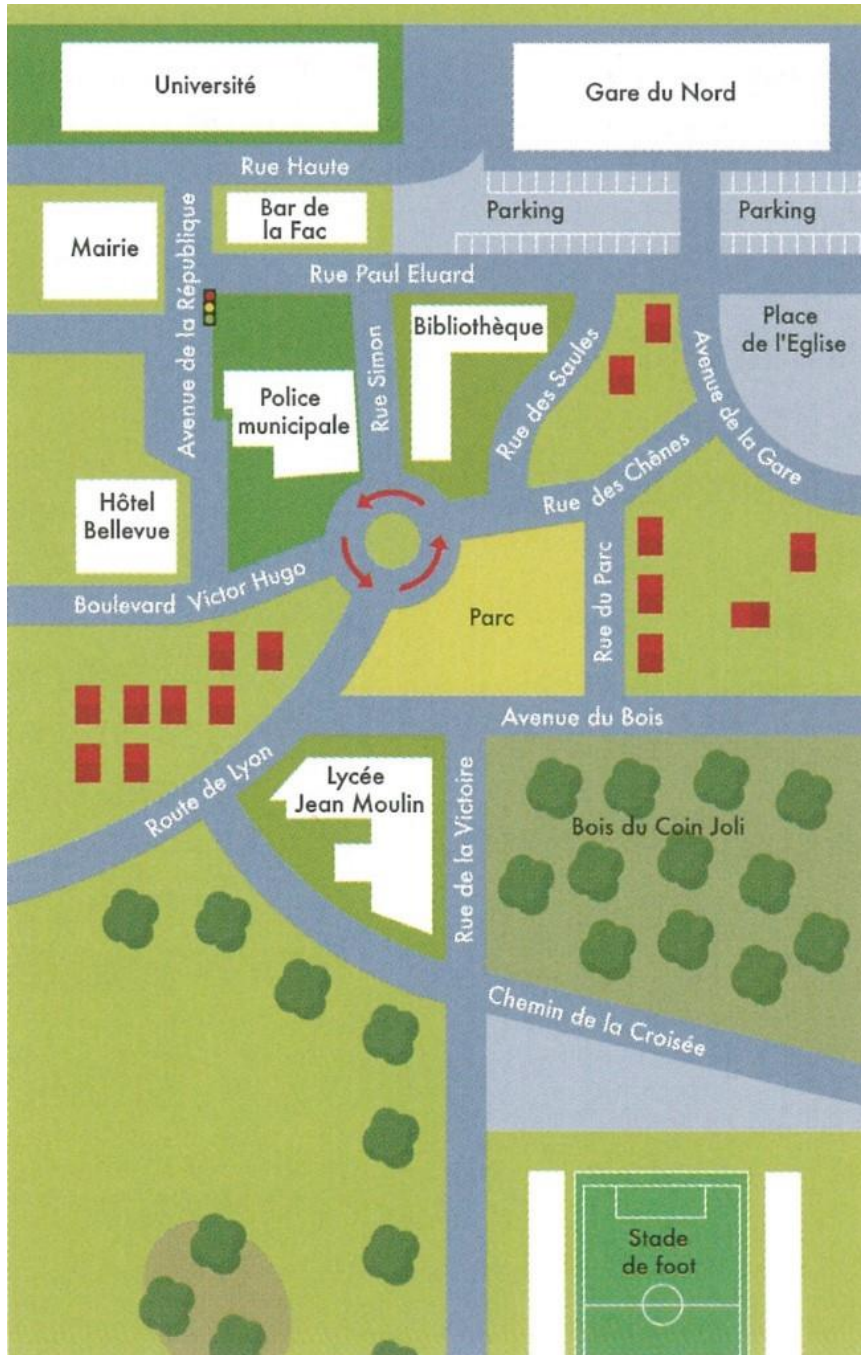 Université
Gare du Nord
Rue Haute
Bar de
la Fac
Parking
Parking
Mairie
Avenue de la République
Rue Paul Eluard
Bibliothèque
Place
de l'Eglise
Rue Simon
Rue des Saules
Avenue de la Gare
Police
municipale
Hôtel
Bellevue
Rue des Chênes
Boulevard Victor Hugo
Parc
Rue du Parc
Avenue du Bois
Route de Lyon
Lycée
Jean Moulin
Rue de la Victoire
Bois du Coin Joli
Chemin de la Croisée
Stade
de foot